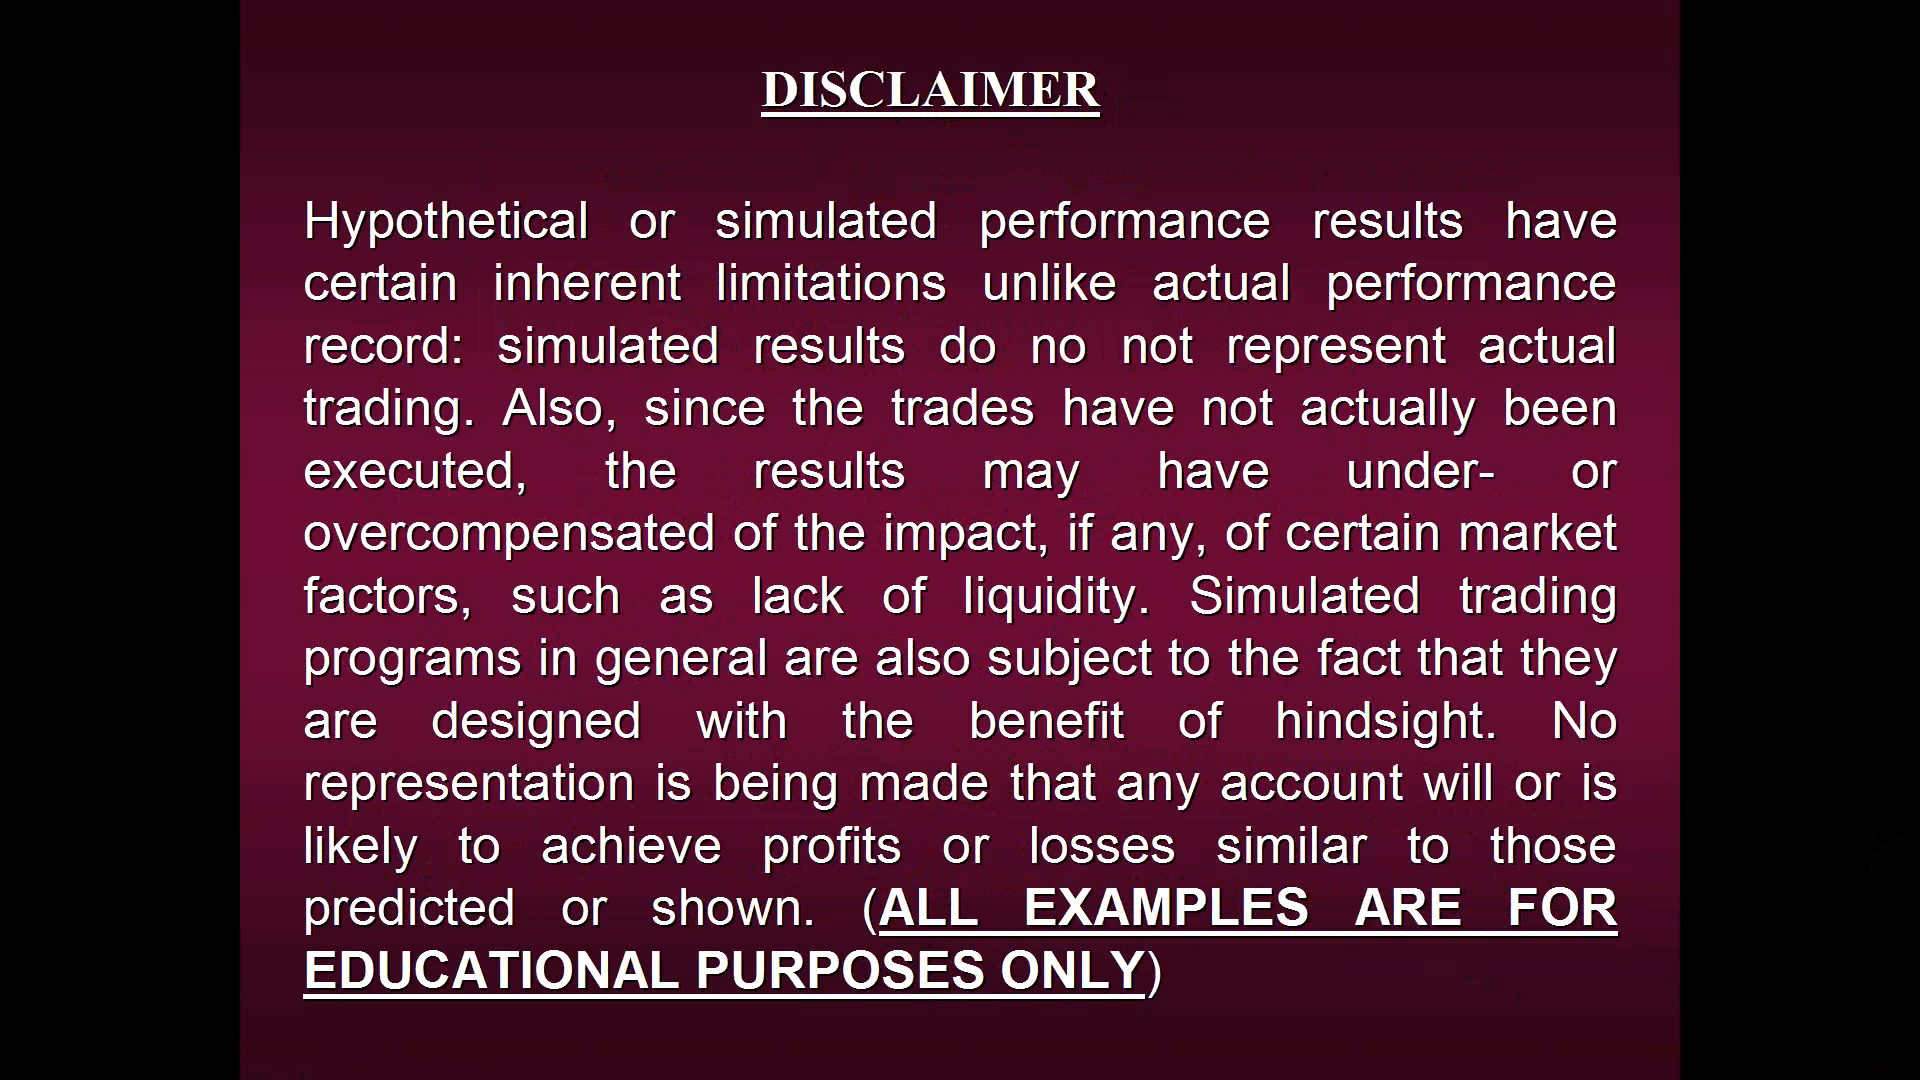 DISCLAIMER
Hypothetical or simulated performance results have
certain inherent limitations unlike actual performance
record: simulated results do no not represent actual
trading. Also, since the trades have not actually been
executed, the results may have under- or
overcompensated of the impact, if any, of certain market
factors, such as lack of liquidity. Simulated trading
programs in general are also subject to the fact that they
are designed with the benefit of hindsight. No
representation is being made that any account will or is
likely to achieve profits or losses similar to those
predicted or shown. (ALL EXAMPLES ARE FOR
EDUCATIONAL PURPOSES ONLY)